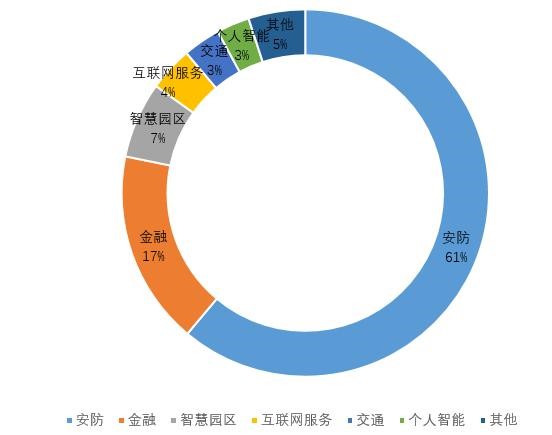 其他
5%
个人智能
3%
交通
3%
互联网服务
4%
智慧园区
7%
金融
17%
安防
61%
安防 金融 智慧园区 互联网服务 交通 个人智能 其他